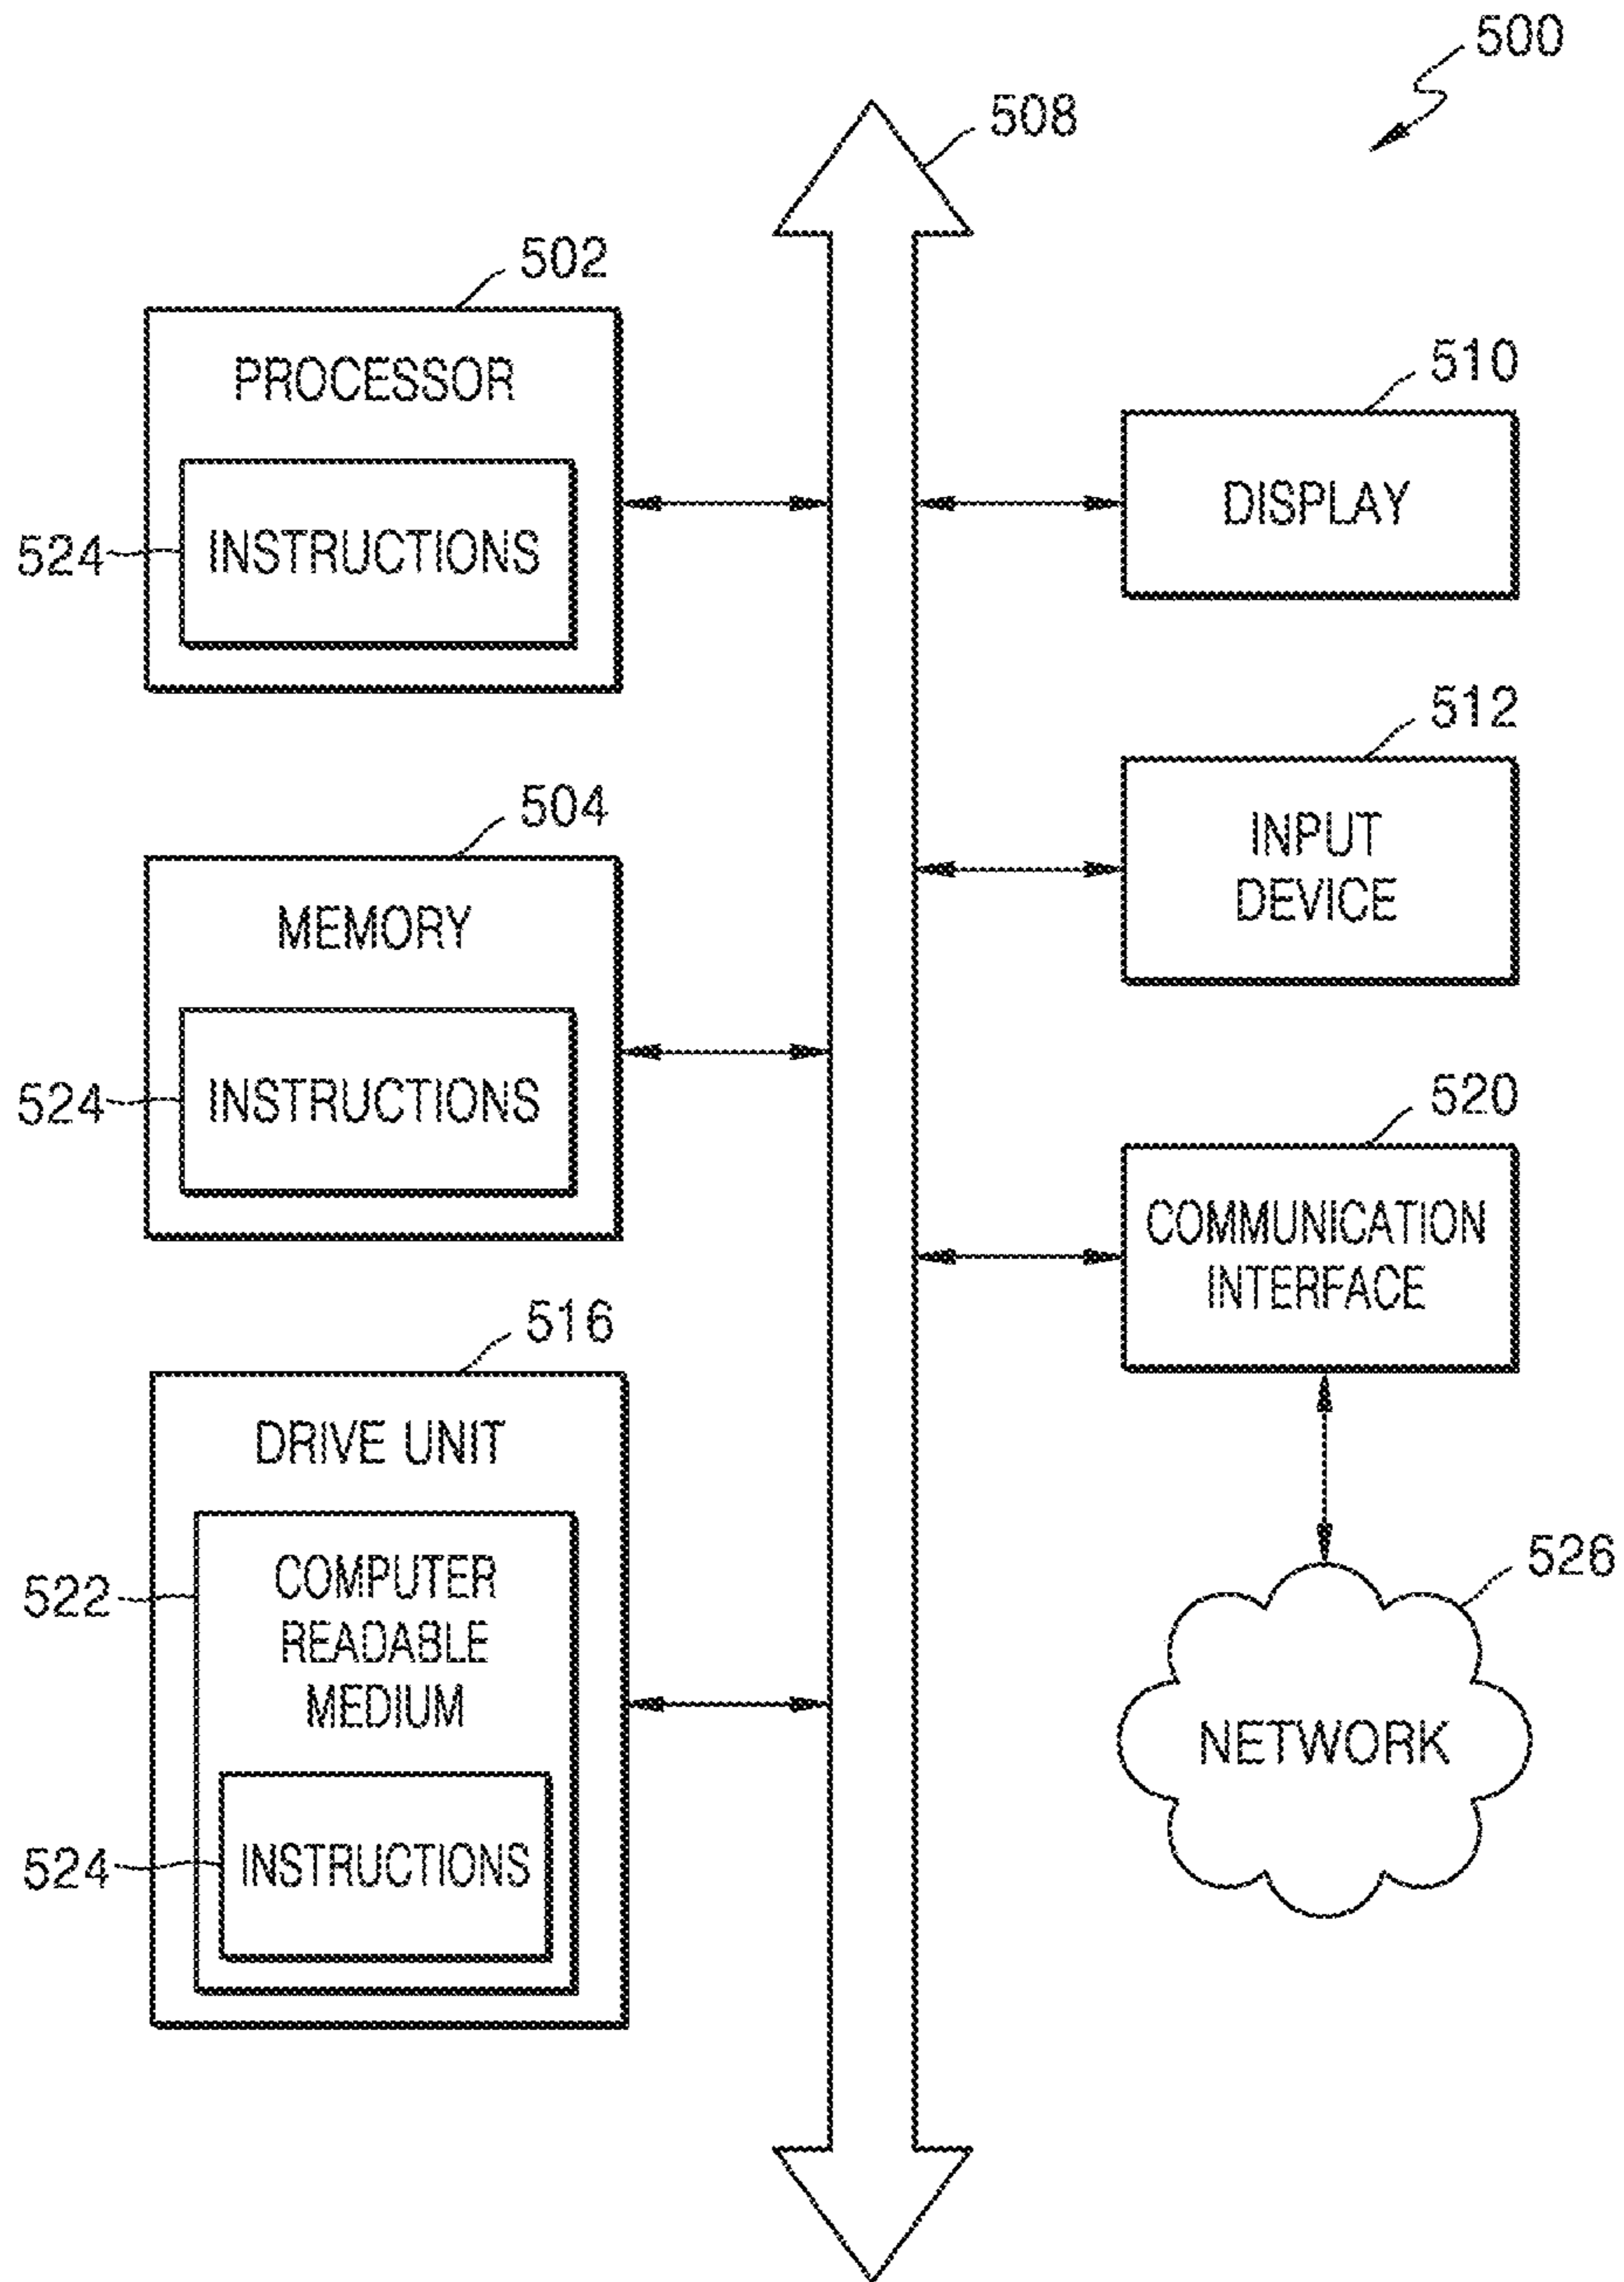 500
508
502
PROCESSOR
524
INSTRUCTIONS
504
MEMORY
524
INSTRUCTIONS
516
DRIVE UNIT
522
COMPUTER
READABLE
MEDIUM
524
INSTRUCTIONS
510
DISPLAY
512
INPUT
DEVICE
520
COMMUNICATION
INTERFACE
526
NETWORK